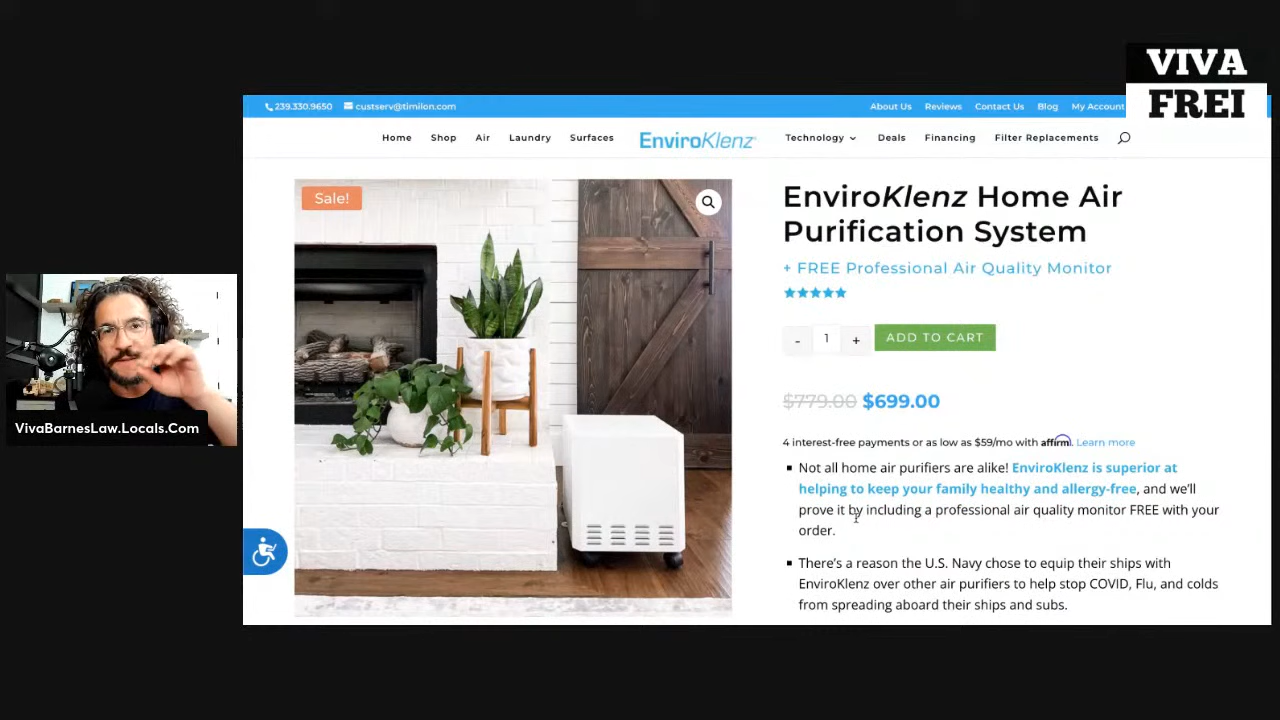 VIVA
FREI
239.330.9650 custserv@timilon.com
About Us Reviews Contact Us Blog My Account
Home Shop Air Laundry Surfaces EnviroKlenz Technology Deals Financing Filter Replacements
Sale!
EnviroKlenz Home Air
Purification System
+ FREE Professional Air Quality Monitor
- 1 + ADD TO CART
$779.00 $699.00
4 interest-free payments or as low as $59/mo with affirm. Learn more
Not all home air purifiers are alike! EnviroKlenz is superior at
helping to keep your family healthy and allergy-free, and we'll
prove it by including a professional air quality monitor FREE with your
order.
There's a reason the U.S. Navy chose to equip their ships with
EnviroKlenz over other air purifiers to help stop COVID, Flu, and colds
from spreading aboard their ships and subs.
VivaBarnesLaw.Locals.Com